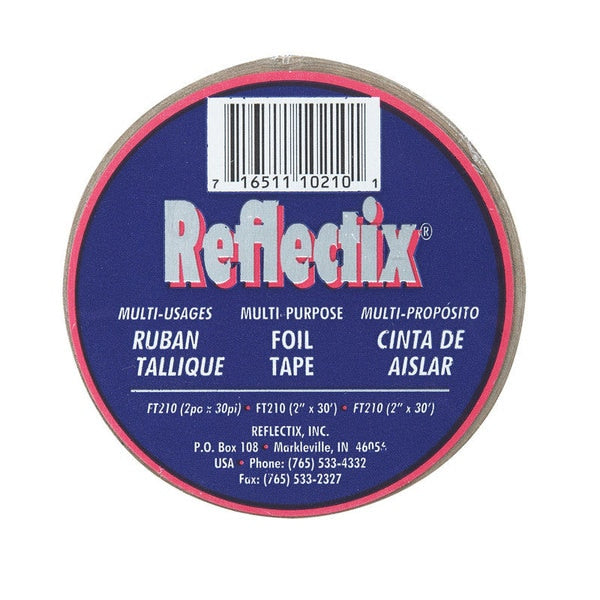 7 16511 10210 1
Reflectix®
MULTI-USAGES MULTI-PURPOSE MULTI-PROPÓSITO
RUBAN FOIL CINTA DE
TALLIQUE TAPE AISLAR
FT210 (2po x 30pi) • FT210 (2" x 30') • FT210 (2" x 30')
REFLECTIX, INC.
P.O. Box 108 • Markleville, IN 46056
USA • Phone: (765) 533-4332
Fax: (765) 533-2327